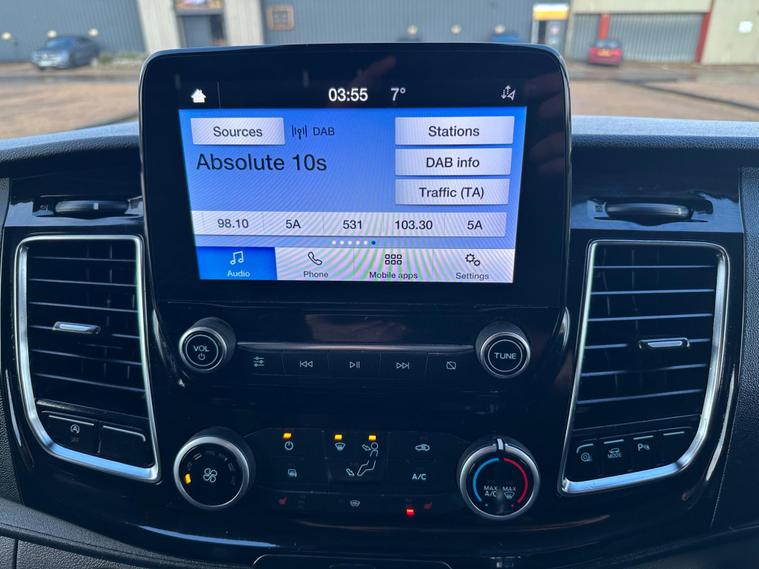 03:55 7°
Sources DAB Stations
Absolute 10s DAB info
Traffic (TA)
98.10 5A 531 103.30 5A
Audio Phone Mobile apps Settings
VOL TUNE
A/C
MAX A/C MAX
MODE